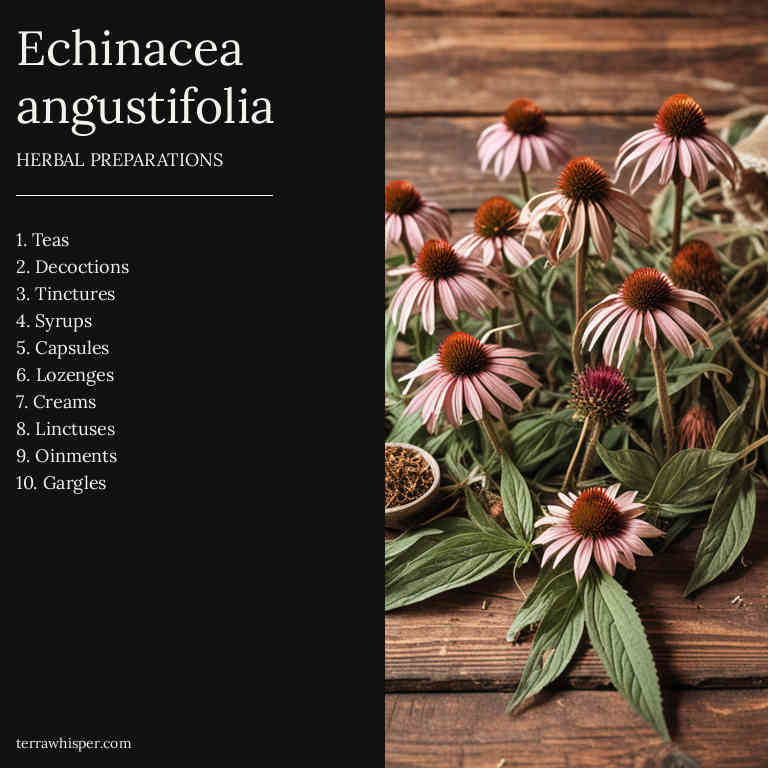 Echinacea
angustifolia
HERBAL PREPARATIONS
1. Teas
2. Decoctions
3. Tinctures
4. Syrups
5. Capsules
6. Lozenges
7. Creams
8. Linctuses
9. Oinments
10. Gargles
terrawhisper.com